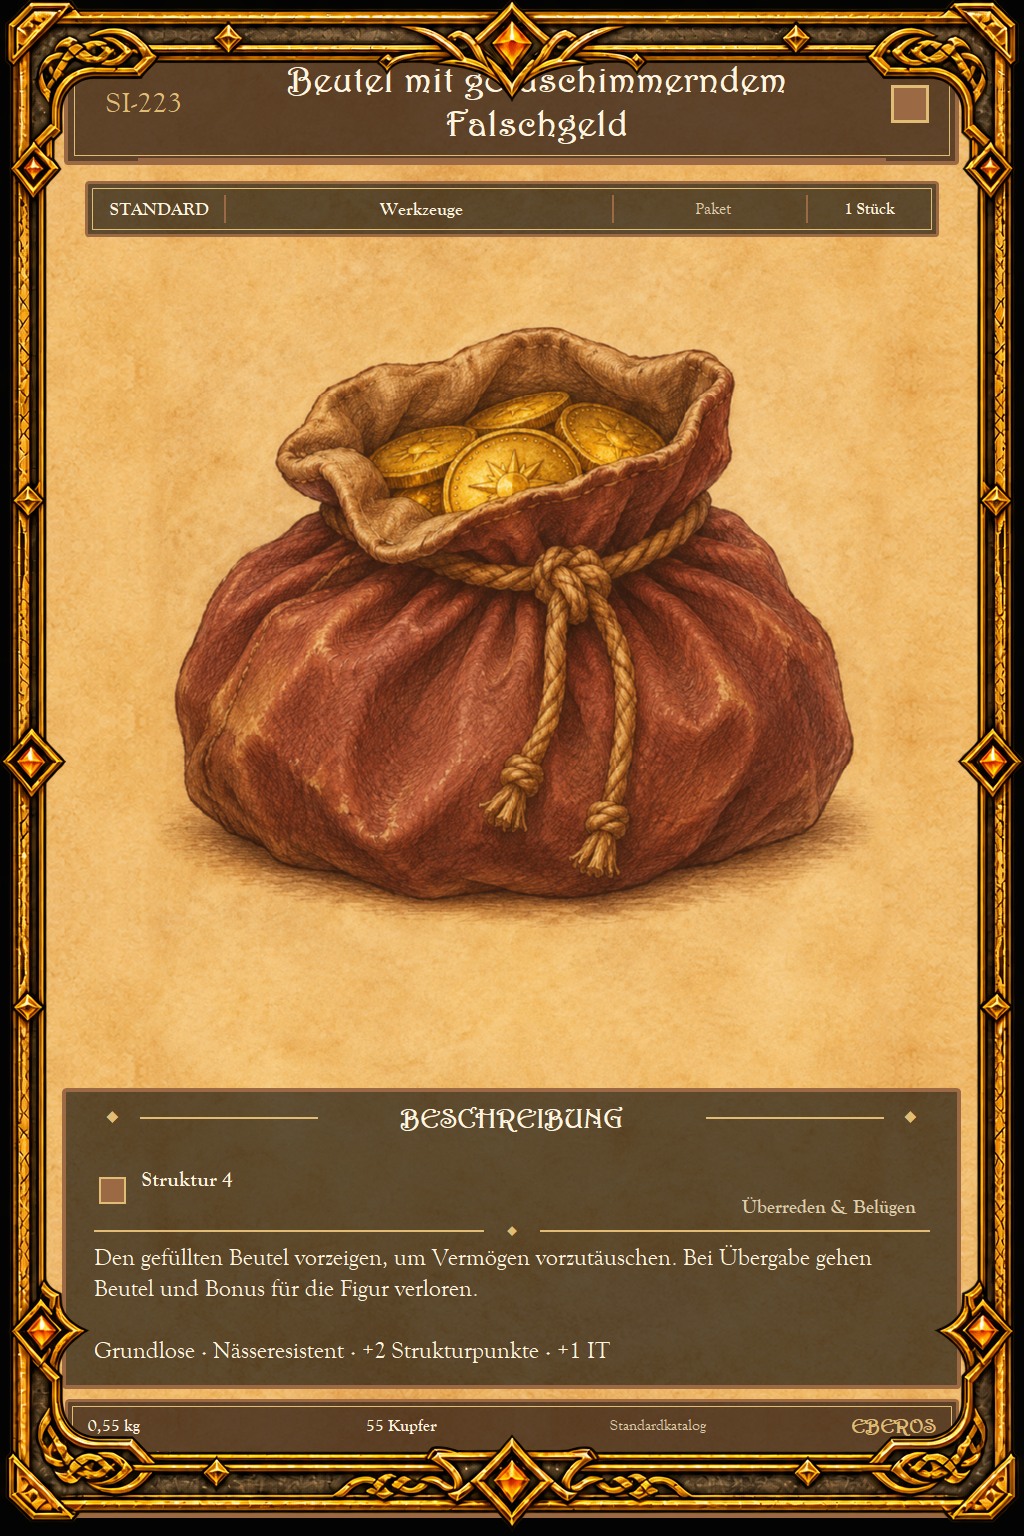 SI-223
Beutel mit goldschimmerndem
Falschgeld
STANDARD
Werkzeuge
Paket
1 Stück
BESCHREIBUNG
Struktur 4
Überreden & Belügen
Den gefüllten Beutel vorzeigen, um Vermögen vorzutäuschen. Bei Übergabe gehen
Beutel und Bonus für die Figur verloren.
Grundlose · Nässeresistent · +2 Strukturpunkte · +1 IT
0,55 kg
55 Kupfer
Standardkatalog
EBEROS